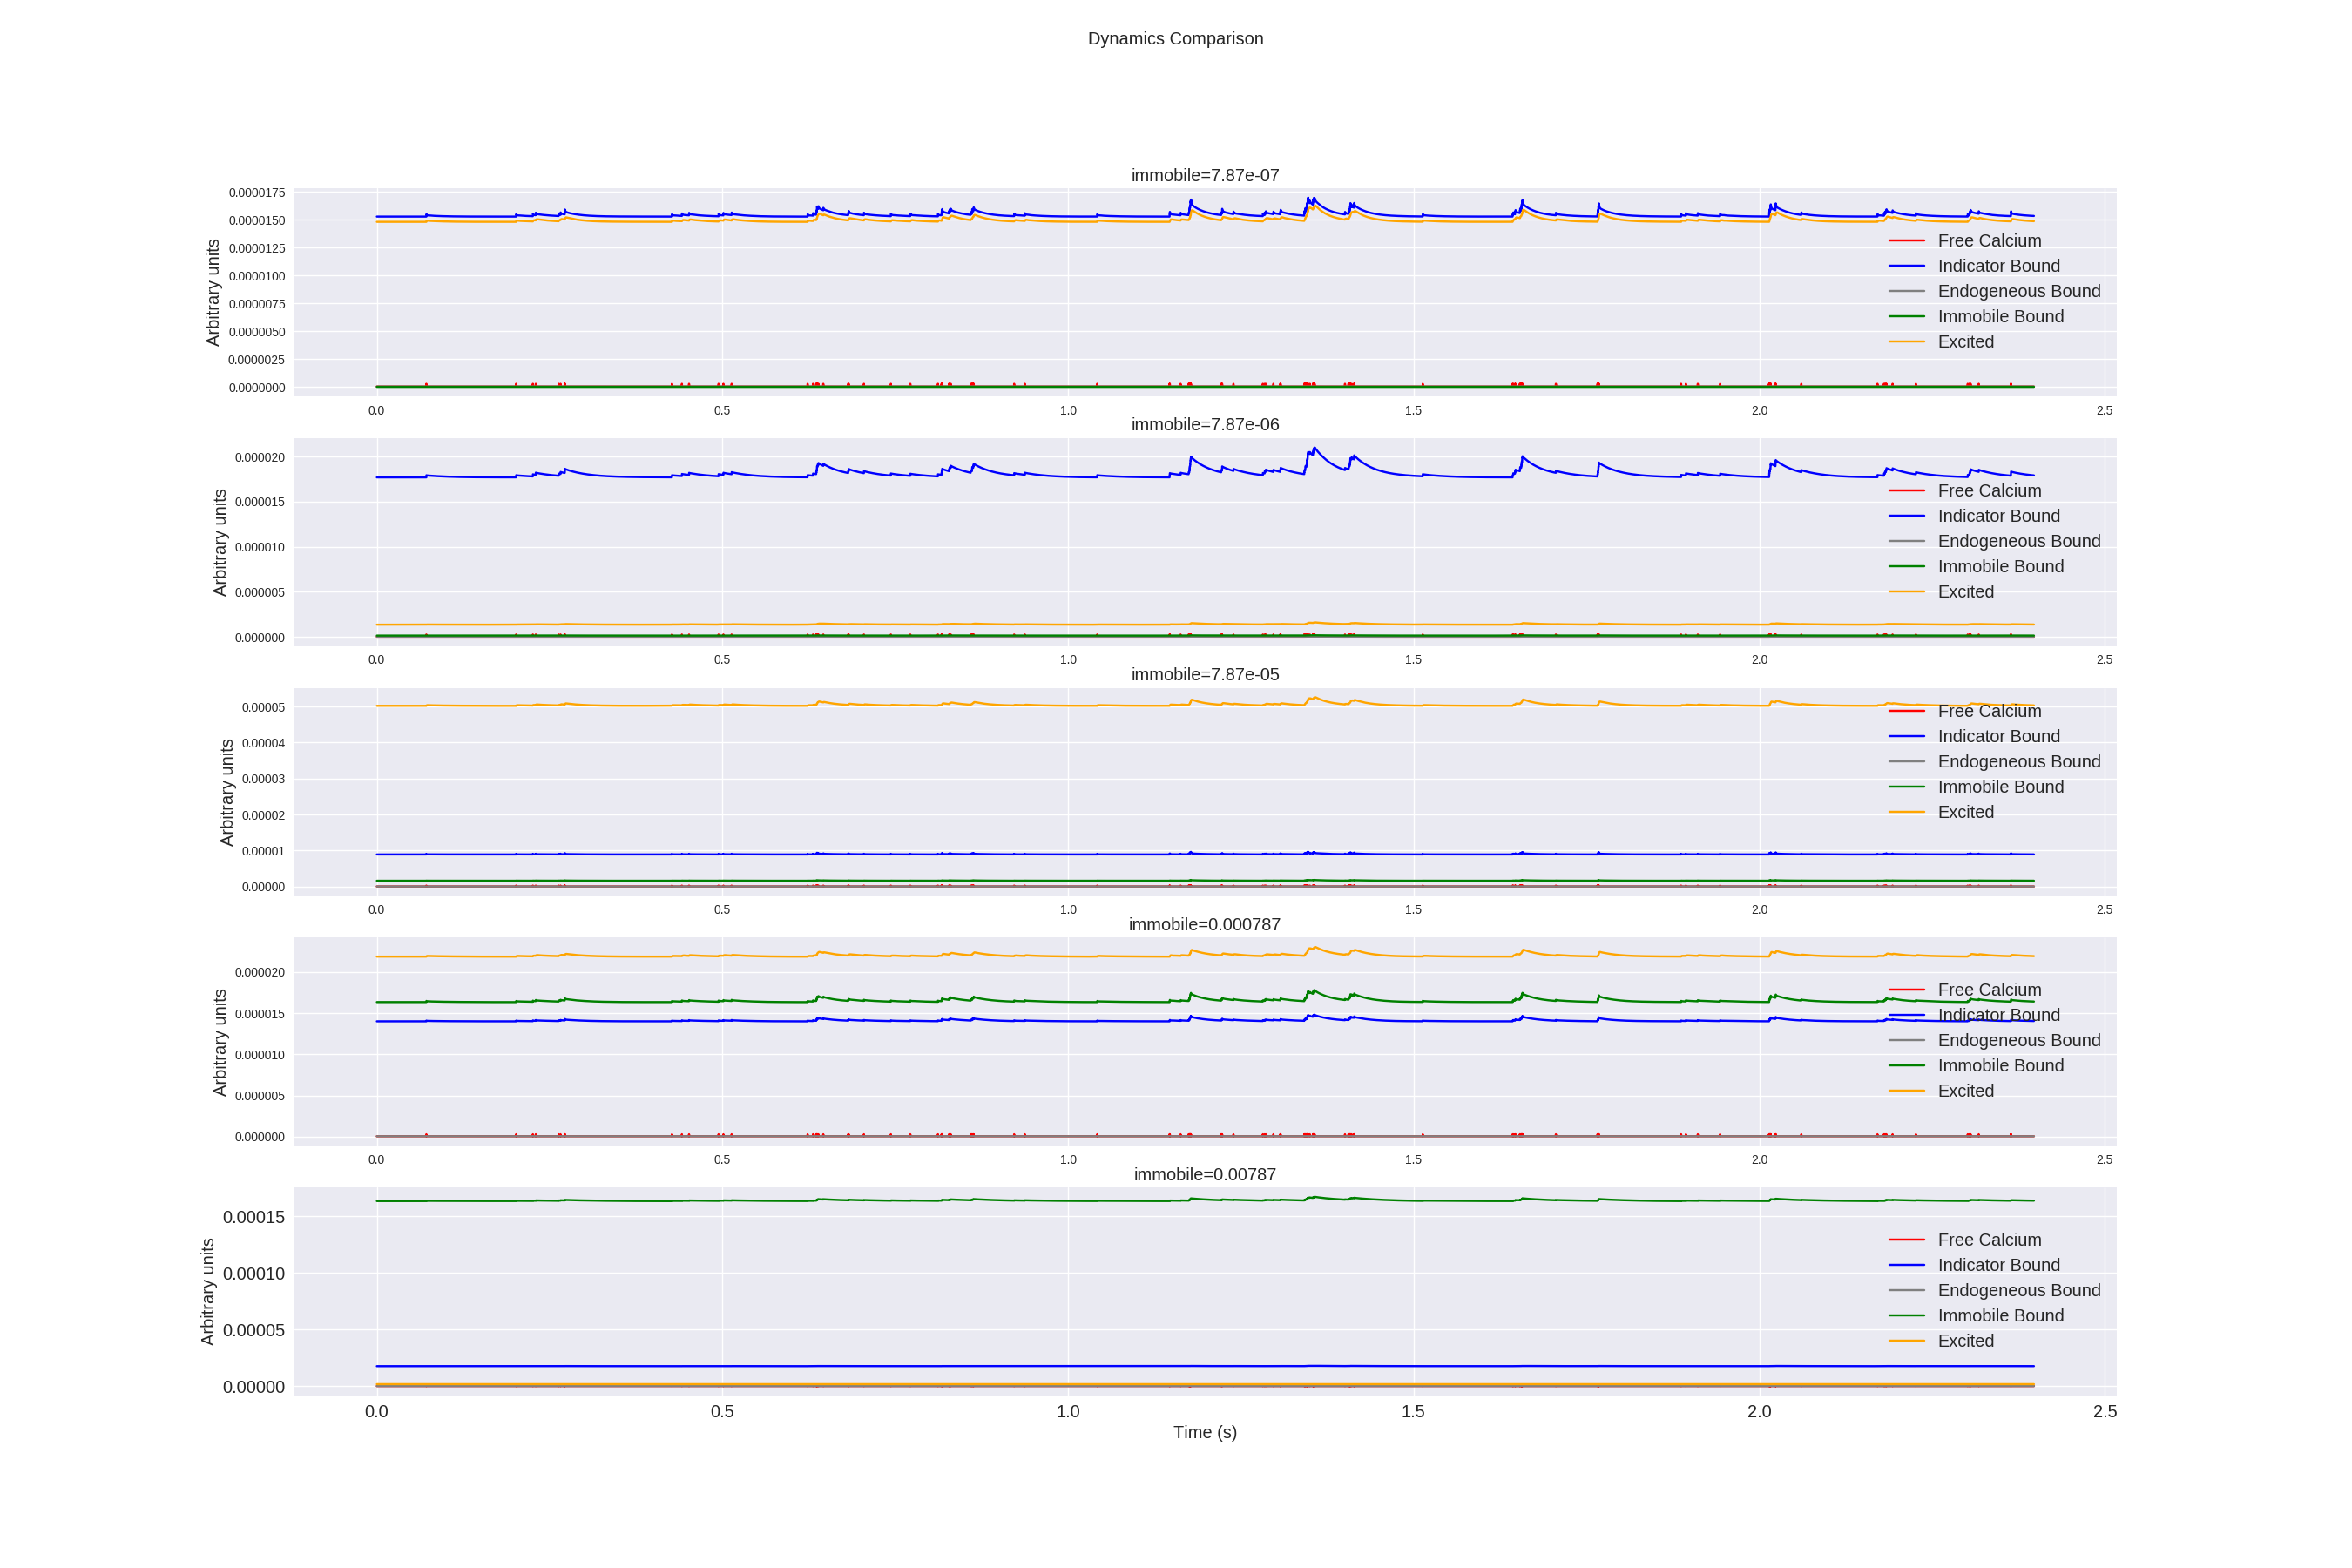 Dynamics Comparison
immobile=7.87e-07
Arbitrary units
0.0000175
0.0000150
0.0000125
0.0000100
0.0000075
0.0000050
0.0000025
0.0000000
Free Calcium
Indicator Bound
Endogeneous Bound
Immobile Bound
Excited
0.0 0.5 1.0 1.5 2.0 2.5
immobile=7.87e-06
Arbitrary units
0.000020
0.000015
0.000010
0.000005
0.000000
Free Calcium
Indicator Bound
Endogeneous Bound
Immobile Bound
Excited
0.0 0.5 1.0 1.5 2.0 2.5
immobile=7.87e-05
Arbitrary units
0.00005
0.00004
0.00003
0.00002
0.00001
0.00000
Free Calcium
Indicator Bound
Endogeneous Bound
Immobile Bound
Excited
0.0 0.5 1.0 1.5 2.0 2.5
immobile=0.000787
Arbitrary units
0.000020
0.000015
0.000010
0.000005
0.000000
Free Calcium
Indicator Bound
Endogeneous Bound
Immobile Bound
Excited
0.0 0.5 1.0 1.5 2.0 2.5
immobile=0.00787
Arbitrary units
0.00015
0.00010
0.00005
0.00000
Free Calcium
Indicator Bound
Endogeneous Bound
Immobile Bound
Excited
0.0 0.5 1.0 1.5 2.0 2.5
Time (s)